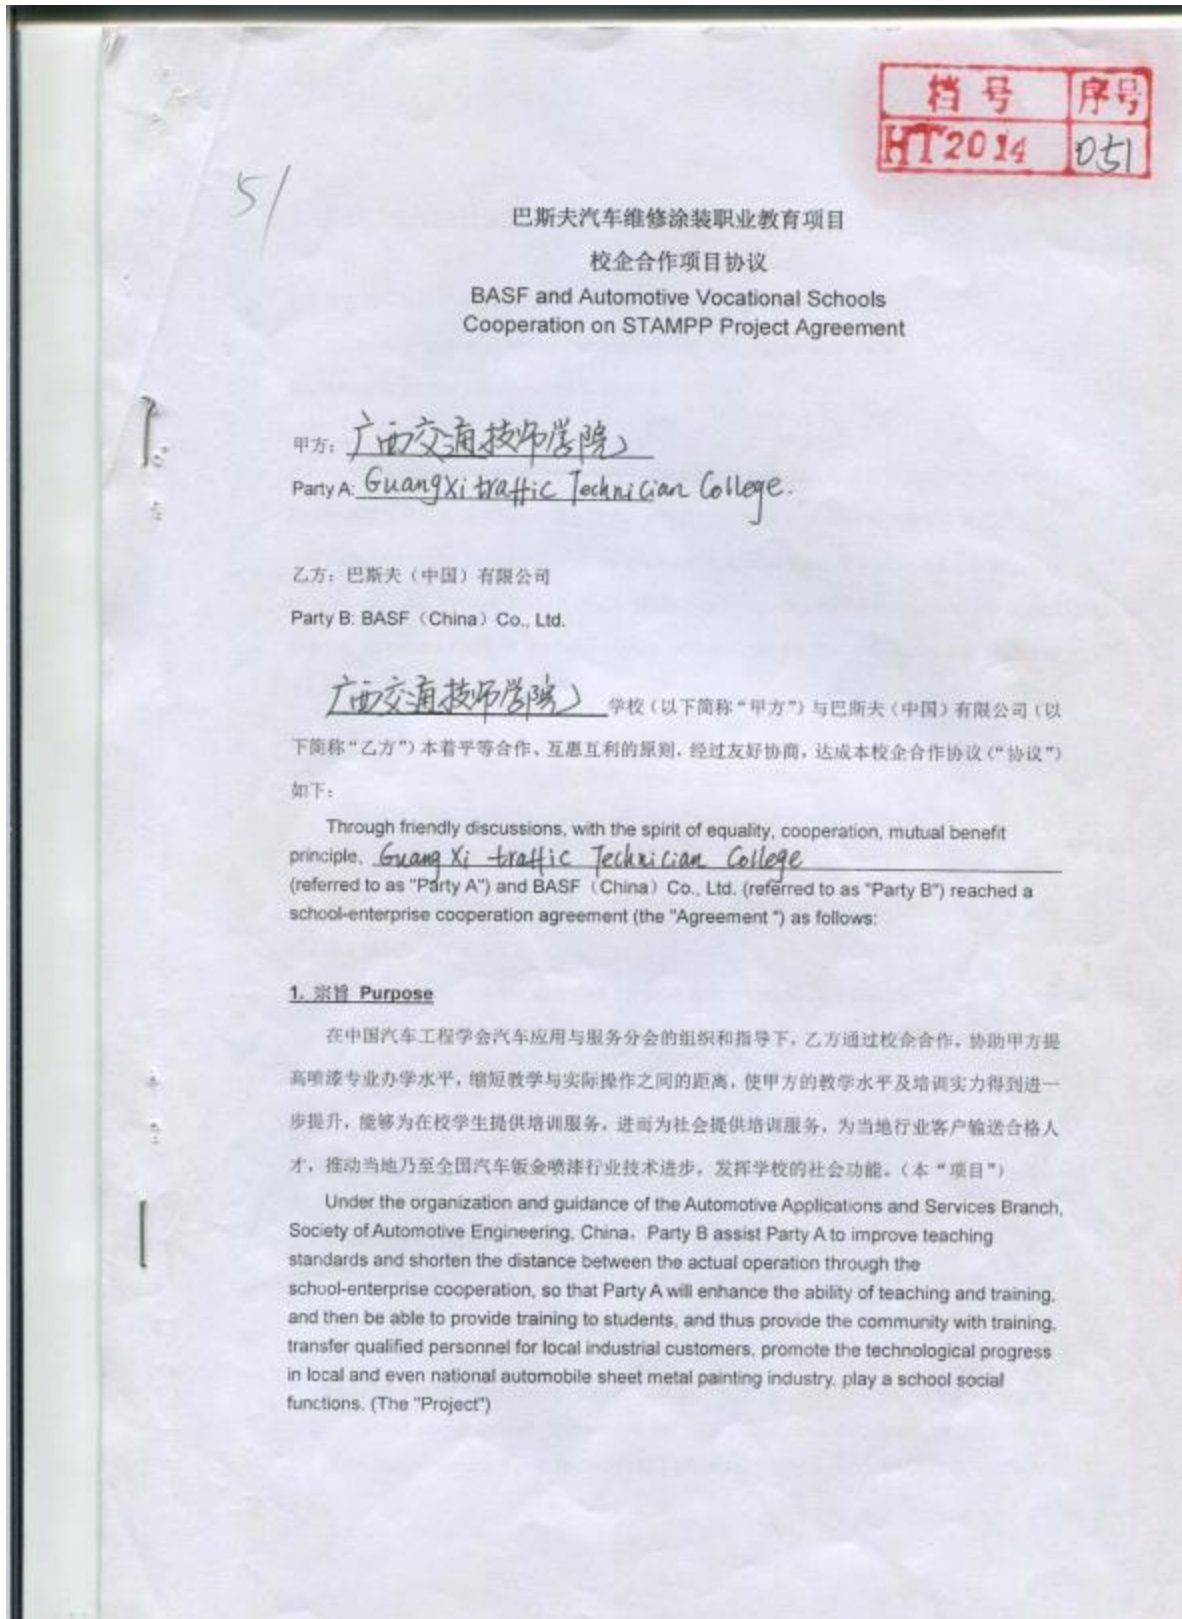 档号 序号
HT2014 051
51
巴斯夫汽车维修涂装职业教育项目
校企合作项目协议
BASF and Automotive Vocational Schools
Cooperation on STAMPP Project Agreement
甲方：广西交通技师学院
Party A: GuangXi traffic Technician College.
乙方：巴斯夫（中国）有限公司
Party B: BASF（China）Co., Ltd.
广西交通技师学院 学校（以下简称“甲方”）与巴斯夫（中国）有限公司（以
下简称“乙方”）本着平等合作、互惠互利的原则，经过友好协商，达成本校企合作协议（“协议”）
如下：
Through friendly discussions, with the spirit of equality, cooperation, mutual benefit
principle, Guang Xi traffic Technician College
(referred to as "Party A") and BASF（China）Co., Ltd. (referred to as "Party B") reached a
school-enterprise cooperation agreement (the "Agreement ") as follows:
1. 宗旨 Purpose
在中国汽车工程学会汽车应用与服务分会的组织和指导下，乙方通过校企合作，协助甲方提
高喷漆专业办学水平，缩短教学与实际操作之间的距离，使甲方的教学水平及培训实力得到进一
步提升，能够为在校学生提供培训服务，进而为社会提供培训服务，为当地行业客户输送合格人
才，推动当地乃至全国汽车钣金喷漆行业技术进步，发挥学校的社会功能。（本“项目”）
Under the organization and guidance of the Automotive Applications and Services Branch,
Society of Automotive Engineering, China，Party B assist Party A to improve teaching
standards and shorten the distance between the actual operation through the
school-enterprise cooperation, so that Party A will enhance the ability of teaching and training,
and then be able to provide training to students, and thus provide the community with training,
transfer qualified personnel for local industrial customers, promote the technological progress
in local and even national automobile sheet metal painting industry, play a school social
functions. (The "Project")